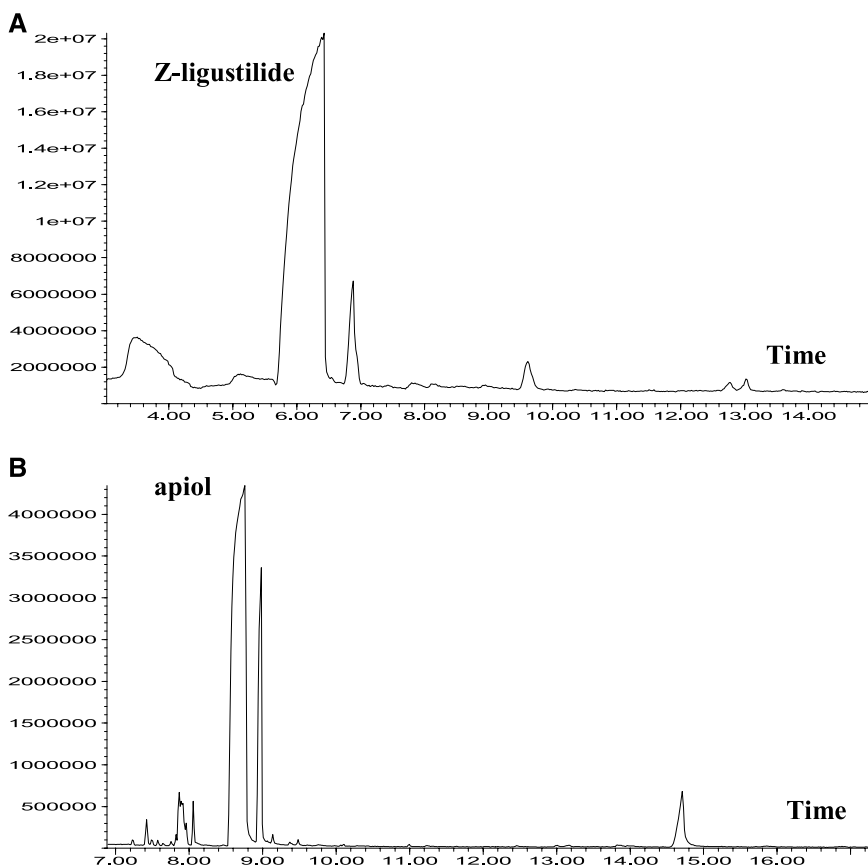 A
2e+07
Z-ligustilide
1.8e+07
1.6e+07
1.4e+07
1.2e+07
1e+07
8000000
6000000
4000000
Time
2000000
4.00 5.00 6.00 7.00 8.00 9.00 10.00 11.00 12.00 13.00 14.00
B
apiol
4000000
3500000
3000000
2500000
2000000
1500000
1000000
500000
Time
7.00 8.00 9.00 10.00 11.00 12.00 13.00 14.00 15.00 16.00